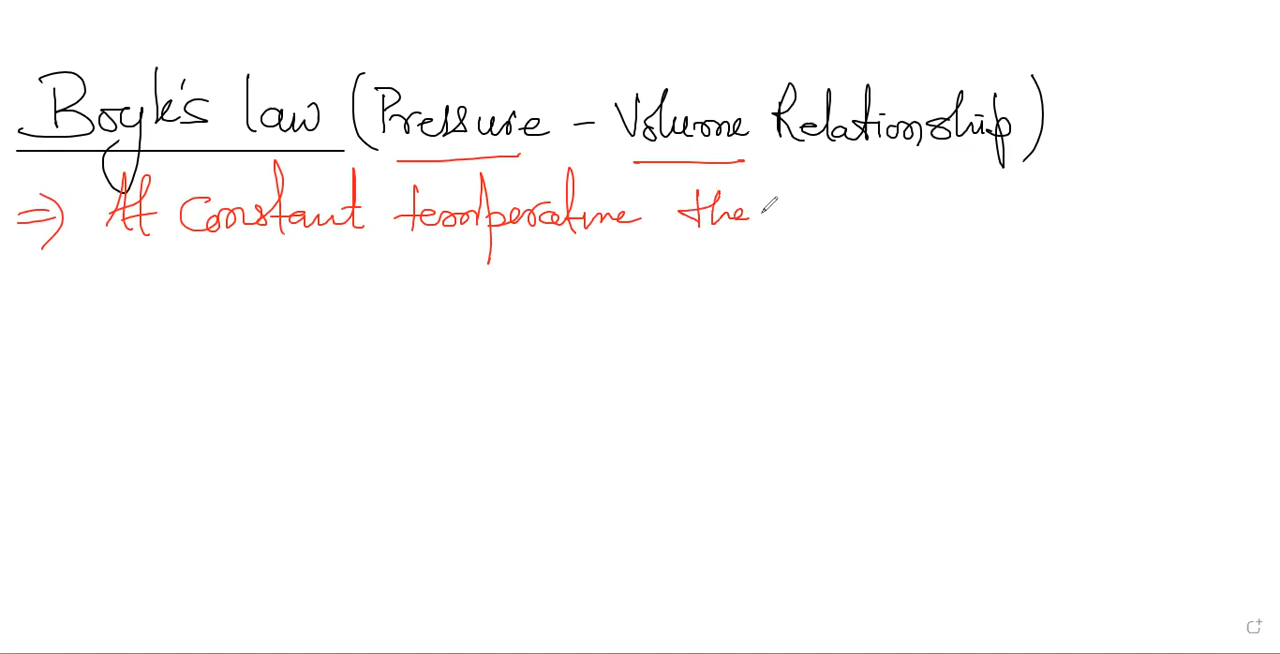 Boyle's law (Pressure - Volume Relationship)
⇒ At constant temperature the